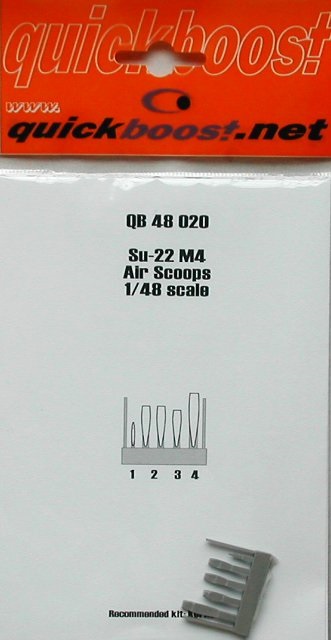 quickboost
www.
quickboost.net
QB 48 020
Su-22 M4
Air Scoops
1/48 scale
1 2 3 4
Recommended kit: